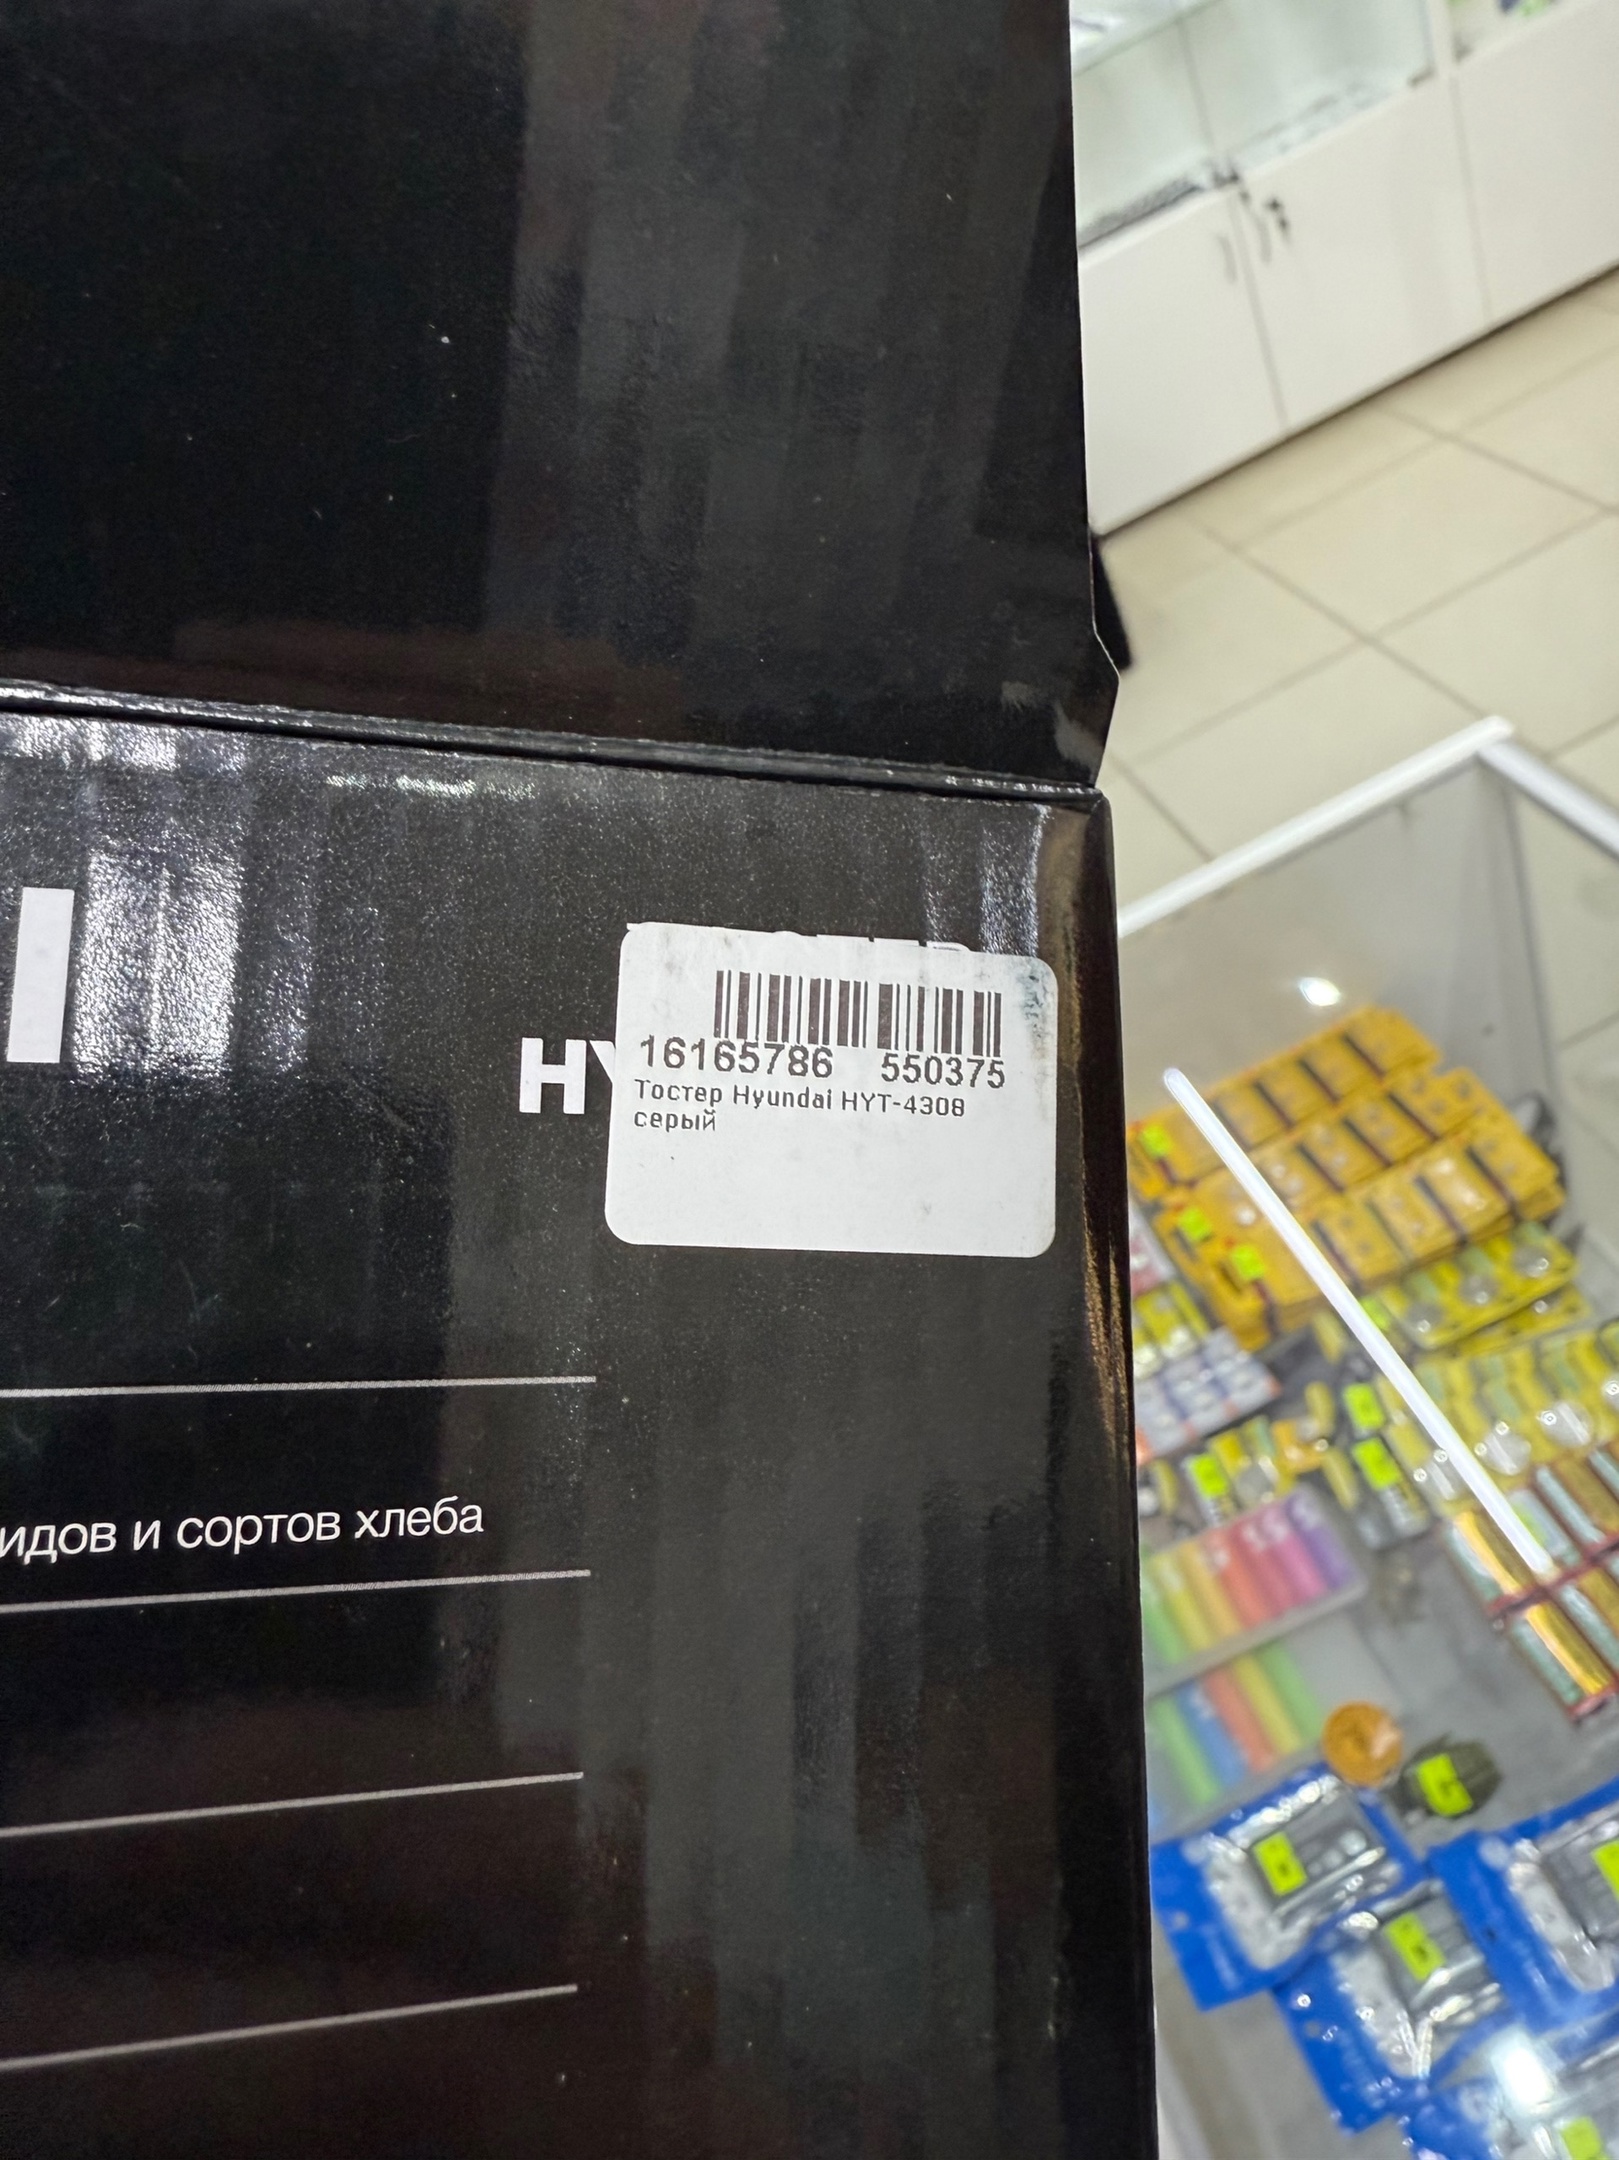 16165786 550375
HY
Тостер Hyundai HYT-4308
серый
идов и сортов хлеба